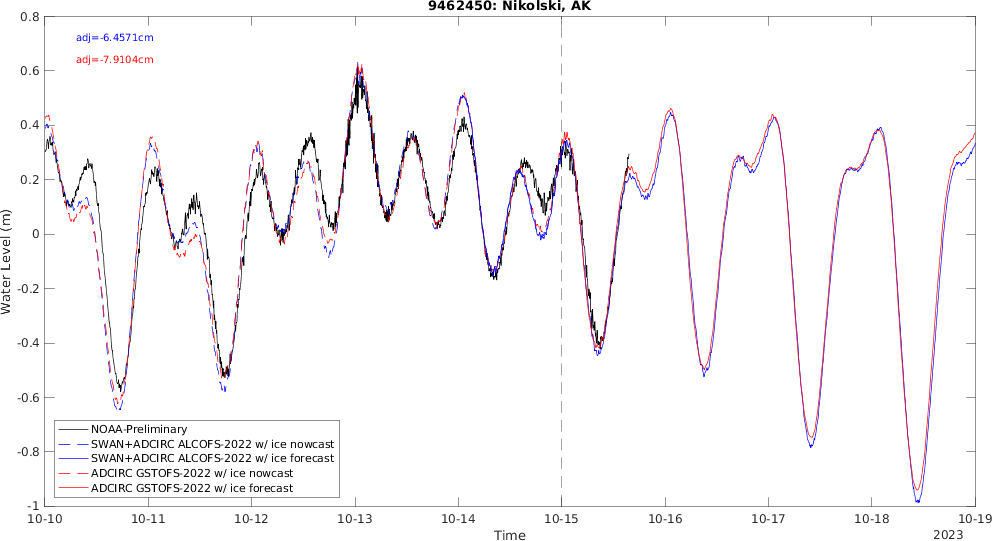 9462450: Nikolski, AK
0.8
0.6
0.4
0.2
0
-0.2
-0.4
-0.6
-0.8
-1
Water Level (m)
adj=-6.4571cm
adj=-7.9104cm
NOAA-Preliminary
SWAN+ADCIRC ALCOFS-2022 w/ ice nowcast
SWAN+ADCIRC ALCOFS-2022 w/ ice forecast
ADCIRC GSTOFS-2022 w/ ice nowcast
ADCIRC GSTOFS-2022 w/ ice forecast
10-10 10-11 10-12 10-13 10-14 10-15 10-16 10-17 10-18 10-19
Time
2023